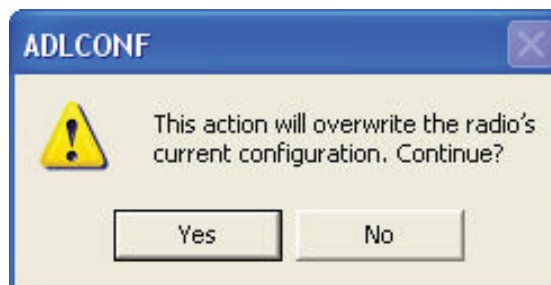 ADLCONF
This action will overwrite the radio's
current configuration. Continue?
Yes
No